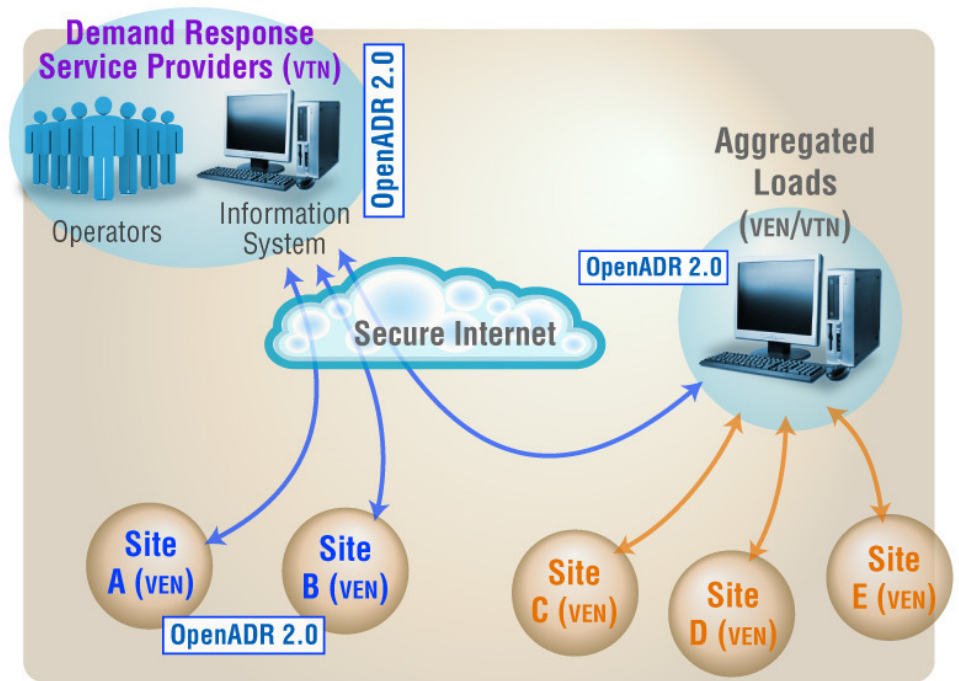 Demand Response
Service Providers (VTN)
OpenADR 2.0
Operators
Information
System
Aggregated
Loads
(VEN/VTN)
OpenADR 2.0
Secure Internet
Site
A (VEN)
Site
B (VEN)
OpenADR 2.0
Site
C (VEN)
Site
D (VEN)
Site
E (VEN)